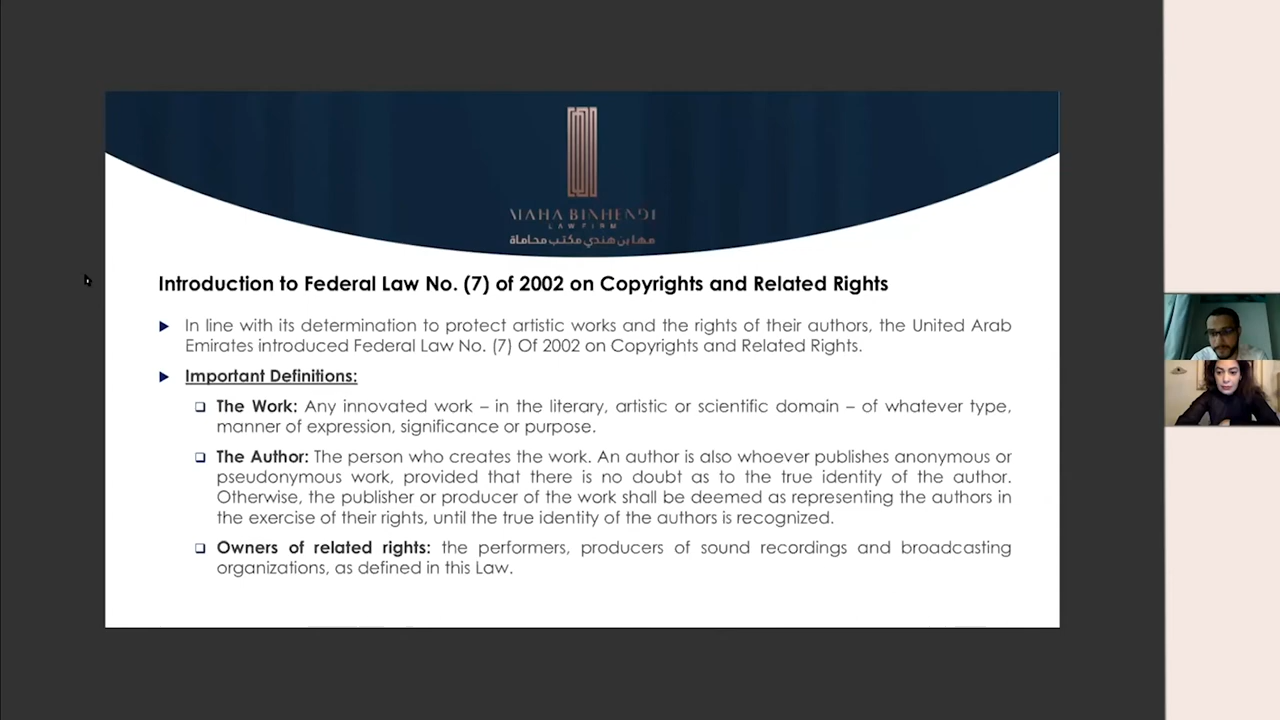 MAHA BINHENDI
LAW FIRM
مها بن هندي مكتب محاماة
Introduction to Federal Law No. (7) of 2002 on Copyrights and Related Rights
In line with its determination to protect artistic works and the rights of their authors, the United Arab
Emirates introduced Federal Law No. (7) Of 2002 on Copyrights and Related Rights.
Important Definitions:
The Work: Any innovated work – in the literary, artistic or scientific domain – of whatever type,
manner of expression, significance or purpose.
The Author: The person who creates the work. An author is also whoever publishes anonymous or
pseudonymous work, provided that there is no doubt as to the true identity of the author.
Otherwise, the publisher or producer of the work shall be deemed as representing the authors in
the exercise of their rights, until the true identity of the authors is recognized.
Owners of related rights: the performers, producers of sound recordings and broadcasting
organizations, as defined in this Law.